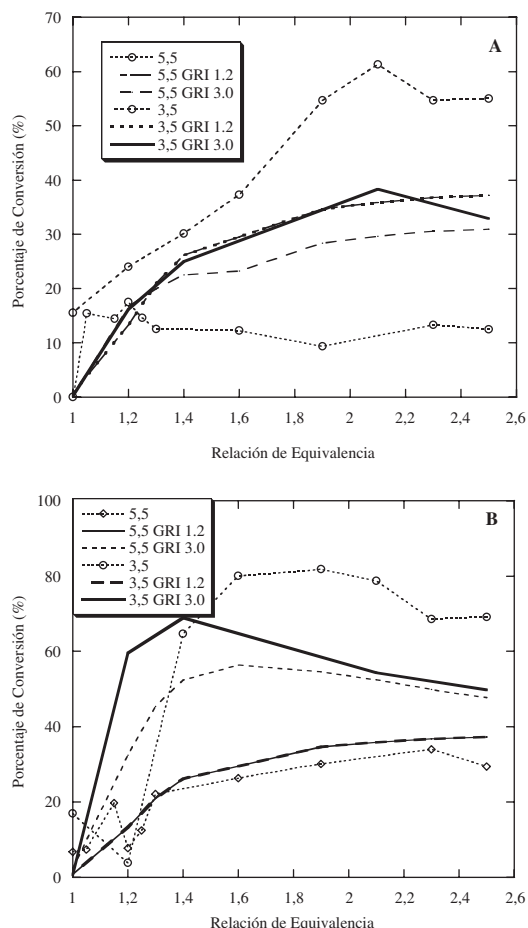 70
60
50
40
30
20
10
0
Porcentaje de Conversión (%)
A
5,5
5,5 GRI 1.2
5,5 GRI 3.0
3,5
3,5 GRI 1.2
3,5 GRI 3.0
1 1,2 1,4 1,6 1,8 2 2,2 2,4 2,6
Relación de Equivalencia
100
80
60
40
20
0
Porcentaje de Conversión (%)
B
5,5
5,5 GRI 1.2
5,5 GRI 3.0
3,5
3,5 GRI 1.2
3,5 GRI 3.0
1 1,2 1,4 1,6 1,8 2 2,2 2,4 2,6
Relación de Equivalencia